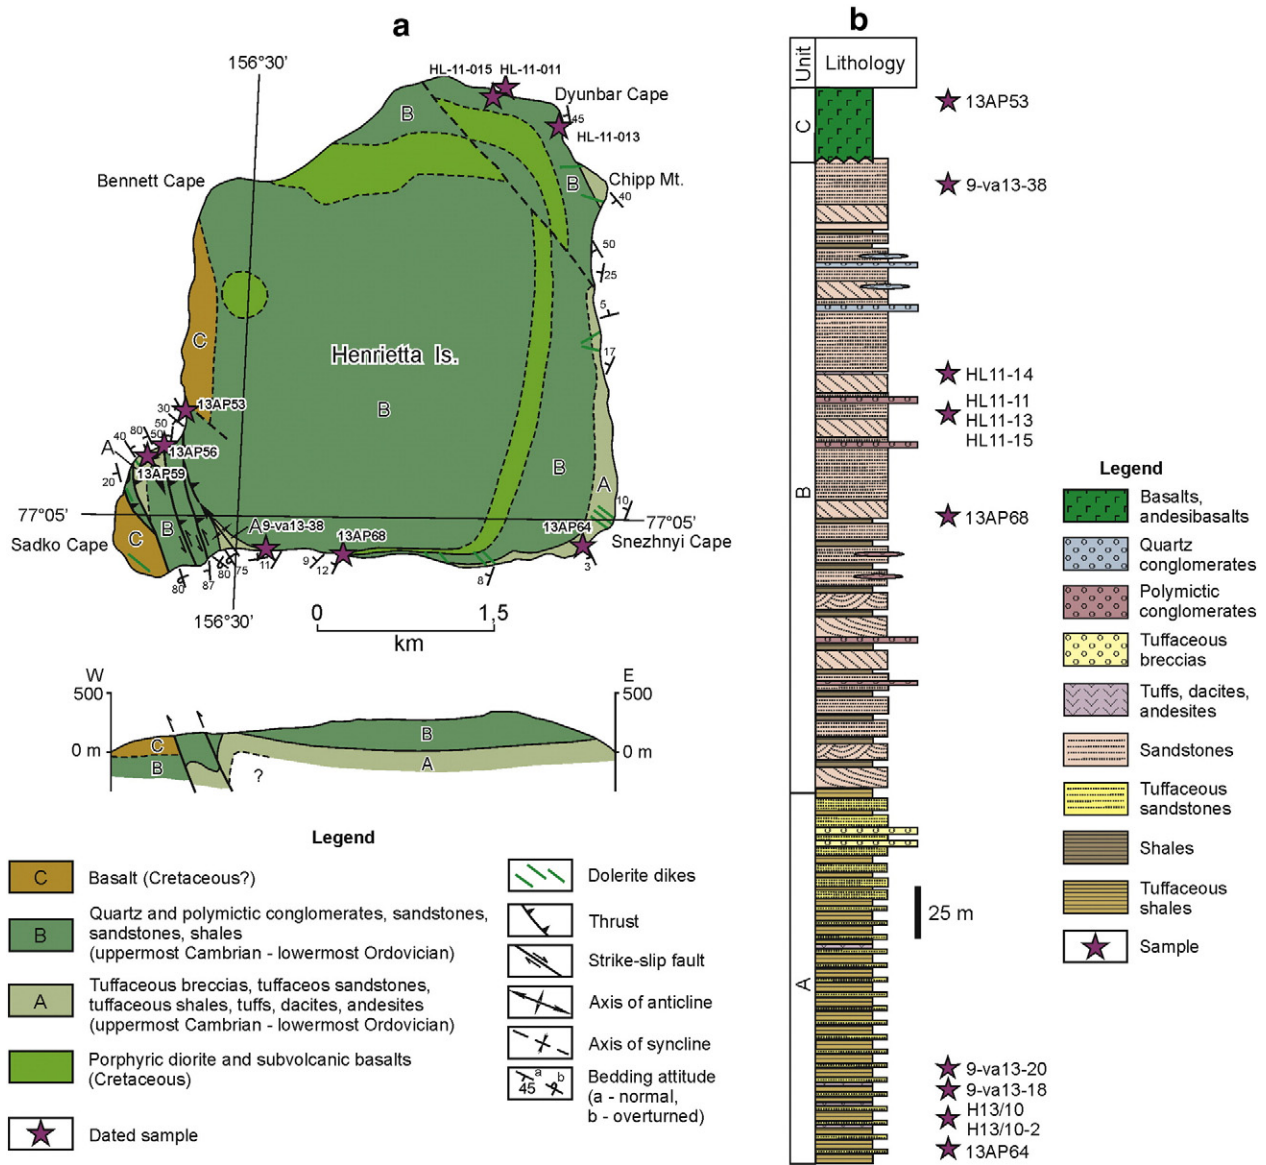 a
156°30'
HL-11-015 HL-11-011
Dyunbar Cape
45
HL-11-013
B
Bennett Cape
B
Chipp Mt.
40
50
25
5
C
Henrietta Is.
17
B
13AP53
30
50
80
50
40
A
13AP56
13AP59
20
B
A
10
77°05'
C
B
A
9-va13-38
13AP68
13AP64
77°05'
Sadko Cape
Snezhnyi Cape
80
87
80
75
11
9
12
8
3
156°30'
0
1,5
km
W
E
500
500
C
B
0 m
0 m
B
A
?
Legend
C
Basalt (Cretaceous?)
B
Quartz and polymictic conglomerates, sandstones,
sandstones, shales
(uppermost Cambrian - lowermost Ordovician)
A
Tuffaceous breccias, tuffaceos sandstones,
tuffaceous shales, tuffs, dacites, andesites
(uppermost Cambrian - lowermost Ordovician)
Porphyric diorite and subvolcanic basalts
(Cretaceous)
Dated sample
Dolerite dikes
Thrust
Strike-slip fault
Axis of anticline
Axis of syncline
45 a b
Bedding attitude
(a - normal,
b - overturned)
b
Unit
Lithology
C
B
A
13AP53
9-va13-38
HL11-14
HL11-11
HL11-13
HL11-15
13AP68
25 m
9-va13-20
9-va13-18
H13/10
H13/10-2
13AP64
Legend
Basalts,
andesibasalts
Quartz
conglomerates
Polymictic
conglomerates
Tuffaceous
breccias
Tuffs, dacites,
andesites
Sandstones
Tuffaceous
sandstones
Shales
Tuffaceous
shales
Sample